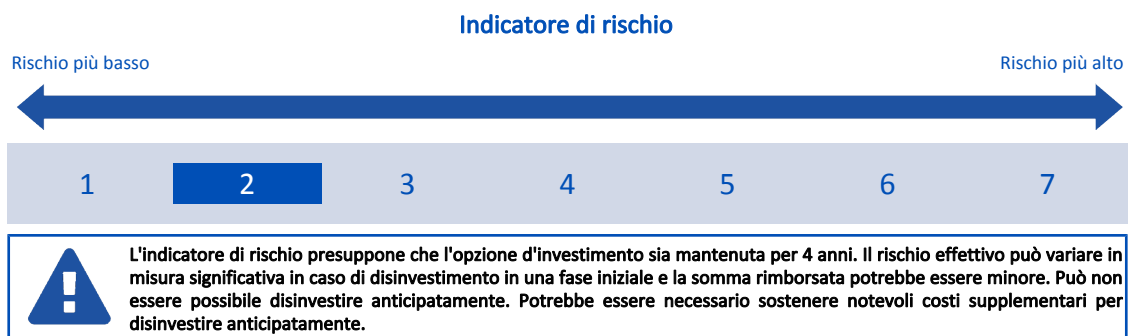 Indicatore di rischio
Rischio più basso
Rischio più alto
1 2 3 4 5 6 7
L'indicatore di rischio presuppone che l'opzione d'investimento sia mantenuta per 4 anni. Il rischio effettivo può variare in
misura significativa in caso di disinvestimento in una fase iniziale e la somma rimborsata potrebbe essere minore. Può non
essere possibile disinvestire anticipatamente. Potrebbe essere necessario sostenere notevoli costi supplementari per
disinvestire anticipatamente.